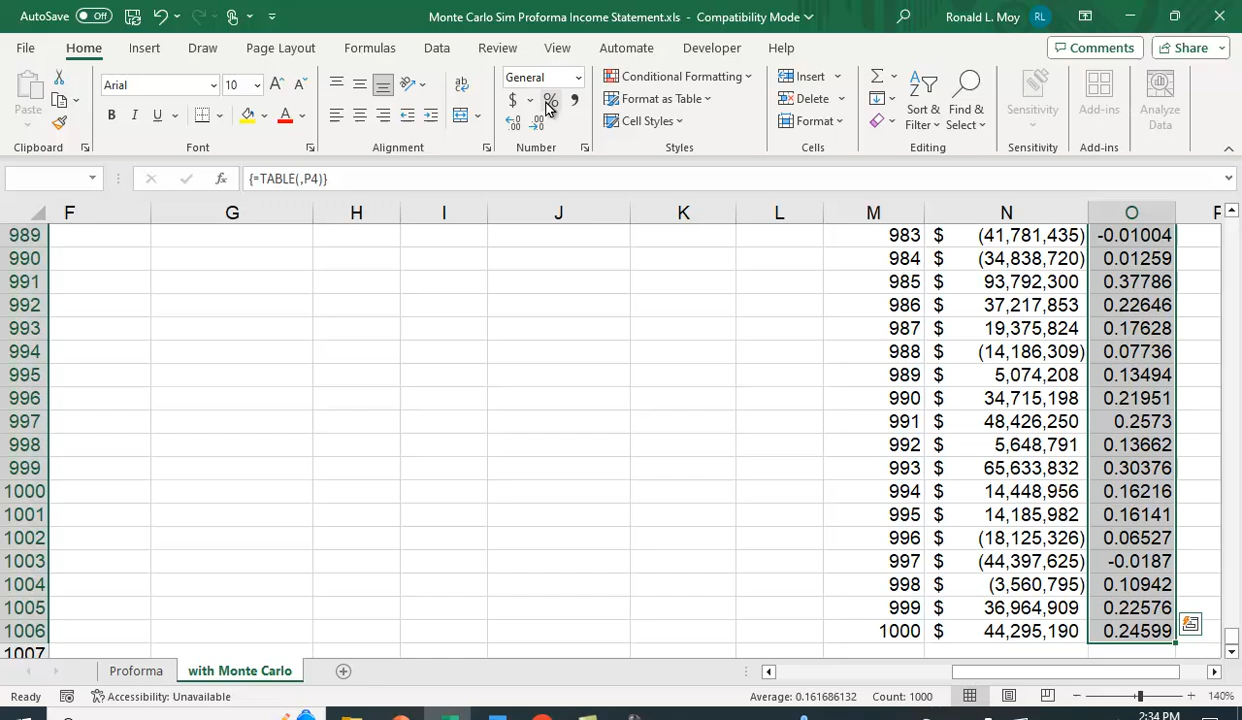 AutoSave Off Monte Carlo Sim Proforma Income Statement.xls - Compatibility Mode Ronald L. Moy RL
File Home Insert Draw Page Layout Formulas Data Review View Automate Developer Help Comments Share
Paste Arial 10 General Conditional Formatting Insert
$ % , Format as Table Delete Sort & Filter Find & Select Sensitivity Add-ins Analyze Data
B I U Cell Styles Format
Clipboard Font Alignment Number Styles Cells Editing Sensitivity Add-ins
fx {=TABLE(,P4)}
F G H I J K L M N O
989 983 $ (41,781,435) -0.01004
990 984 $ (34,838,720) 0.01259
991 985 $ 93,792,300 0.37786
992 986 $ 37,217,853 0.22646
993 987 $ 19,375,824 0.17628
994 988 $ (14,186,309) 0.07736
995 989 $ 5,074,208 0.13494
996 990 $ 34,715,198 0.21951
997 991 $ 48,426,250 0.2573
998 992 $ 5,648,791 0.13662
999 993 $ 65,633,832 0.30376
1000 994 $ 14,448,956 0.16216
1001 995 $ 14,185,982 0.16141
1002 996 $ (18,125,326) 0.06527
1003 997 $ (44,397,625) -0.0187
1004 998 $ (3,560,795) 0.10942
1005 999 $ 36,964,909 0.22576
1006 1000 $ 44,295,190 0.24599
1007
Proforma with Monte Carlo
Ready Accessibility: Unavailable Average: 0.161686132 Count: 1000 140%
2:34 PM